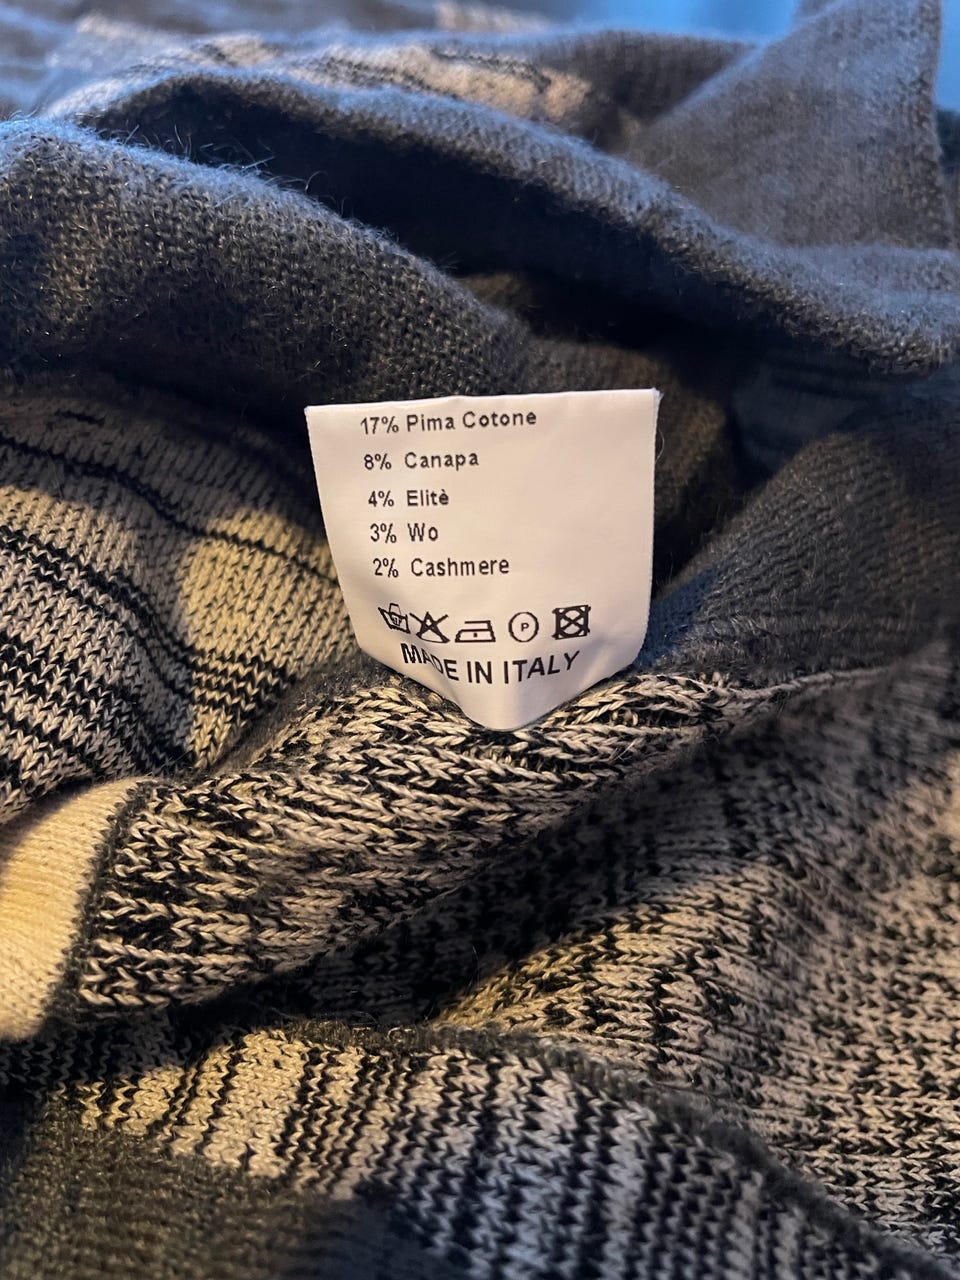 17% Pima Cotone
8% Canapa
4% Elitè
3% Wo
2% Cashmere
P
MADE IN ITALY